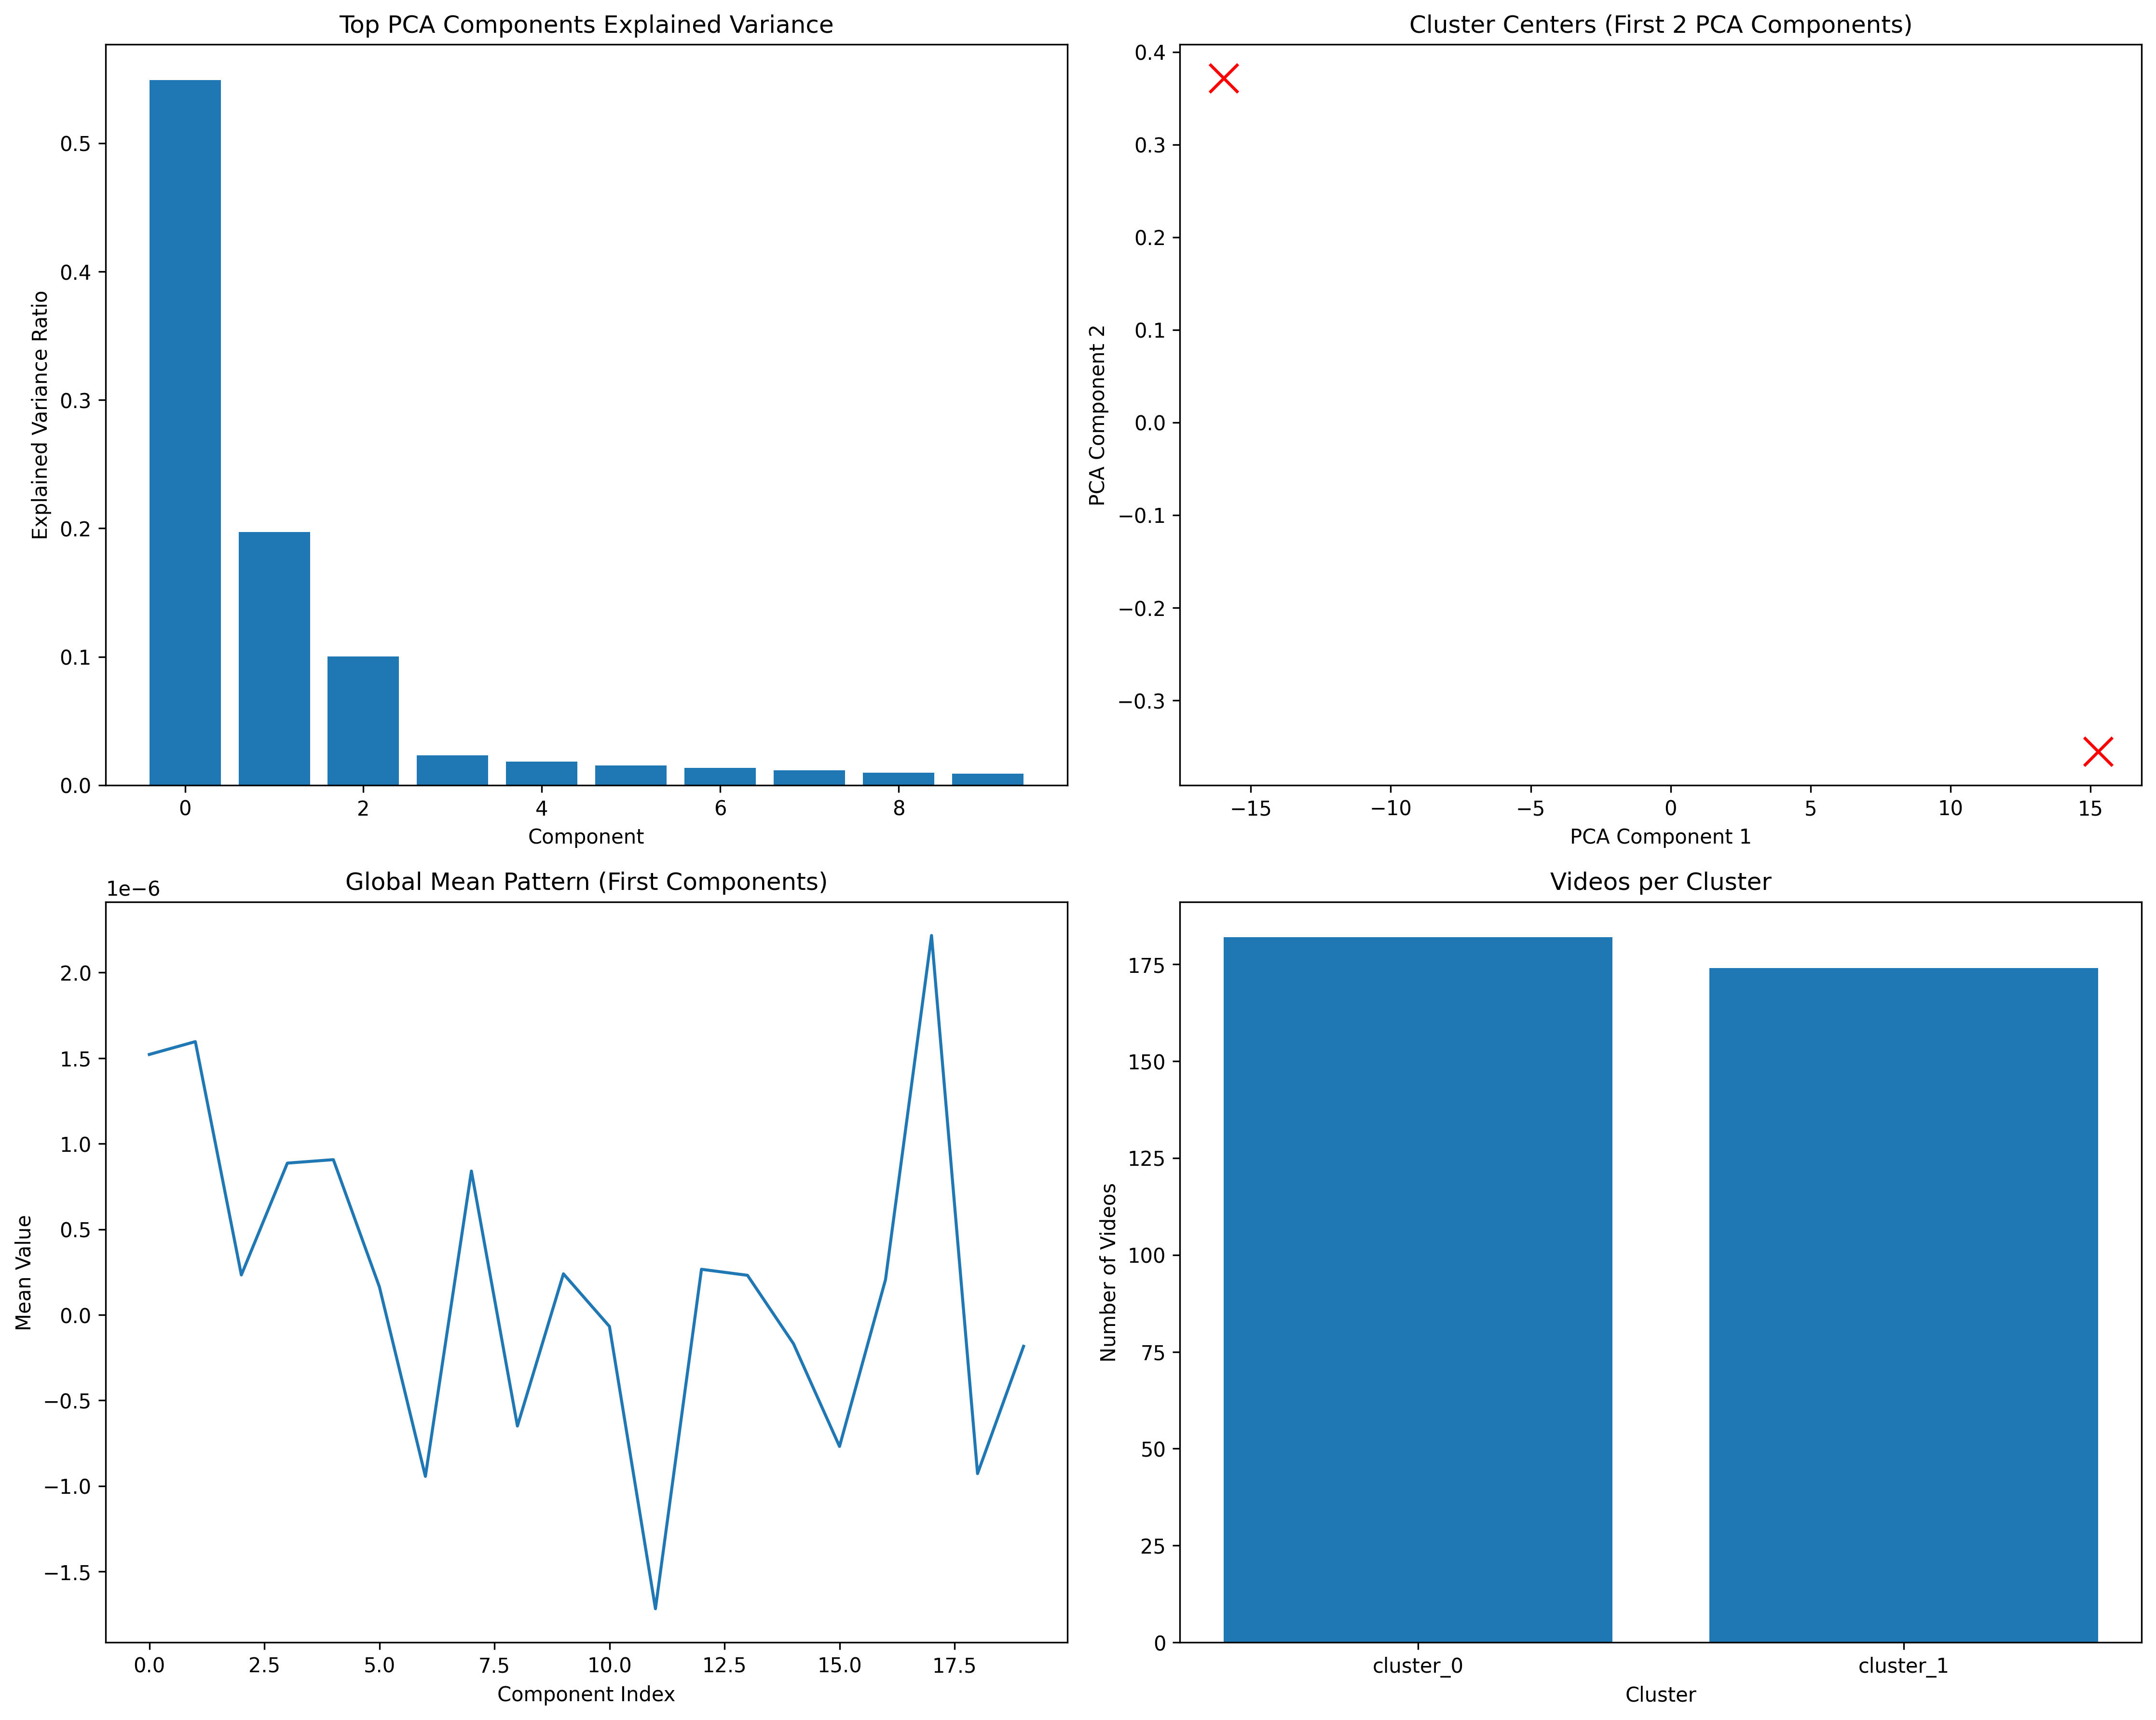 Top PCA Components Explained Variance
Explained Variance Ratio
0.5
0.4
0.3
0.2
0.1
0.0
0 2 4 6 8
Component
Cluster Centers (First 2 PCA Components)
PCA Component 2
0.4
0.3
0.2
0.1
0.0
−0.1
−0.2
−0.3
−15 −10 −5 0 5 10 15
PCA Component 1
Global Mean Pattern (First Components)
1e−6
Mean Value
2.0
1.5
1.0
0.5
0.0
−0.5
−1.0
−1.5
0.0 2.5 5.0 7.5 10.0 12.5 15.0 17.5
Component Index
Videos per Cluster
Number of Videos
175
150
125
100
75
50
25
0
cluster_0 cluster_1
Cluster